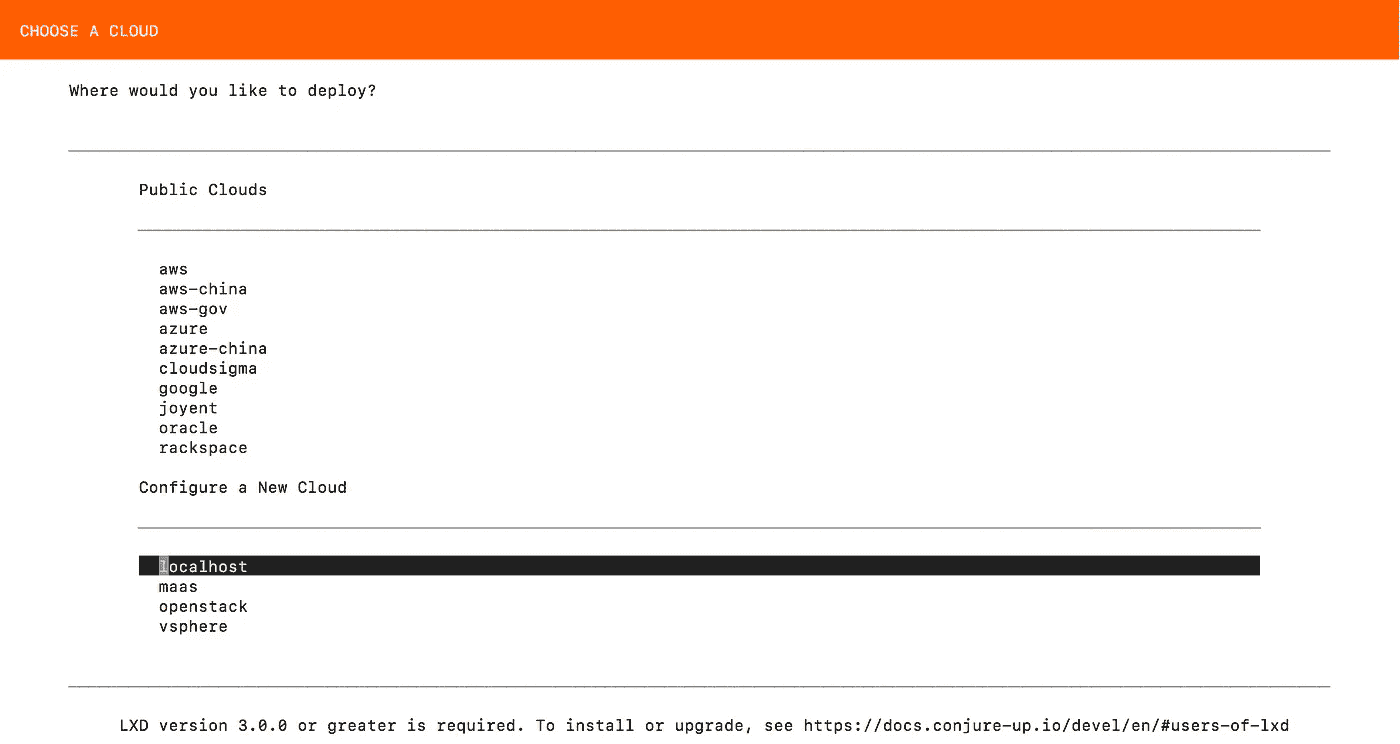 CHOOSE A CLOUD
Where would you like to deploy?
Public Clouds
aws
aws-china
aws-gov
azure
azure-china
cloudsigma
google
joyent
oracle
rackspace
Configure a New Cloud
localhost
maas
openstack
vsphere
LXD version 3.0.0 or greater is required. To install or upgrade, see https://docs.conjure-up.io/devel/en/#users-of-lxd